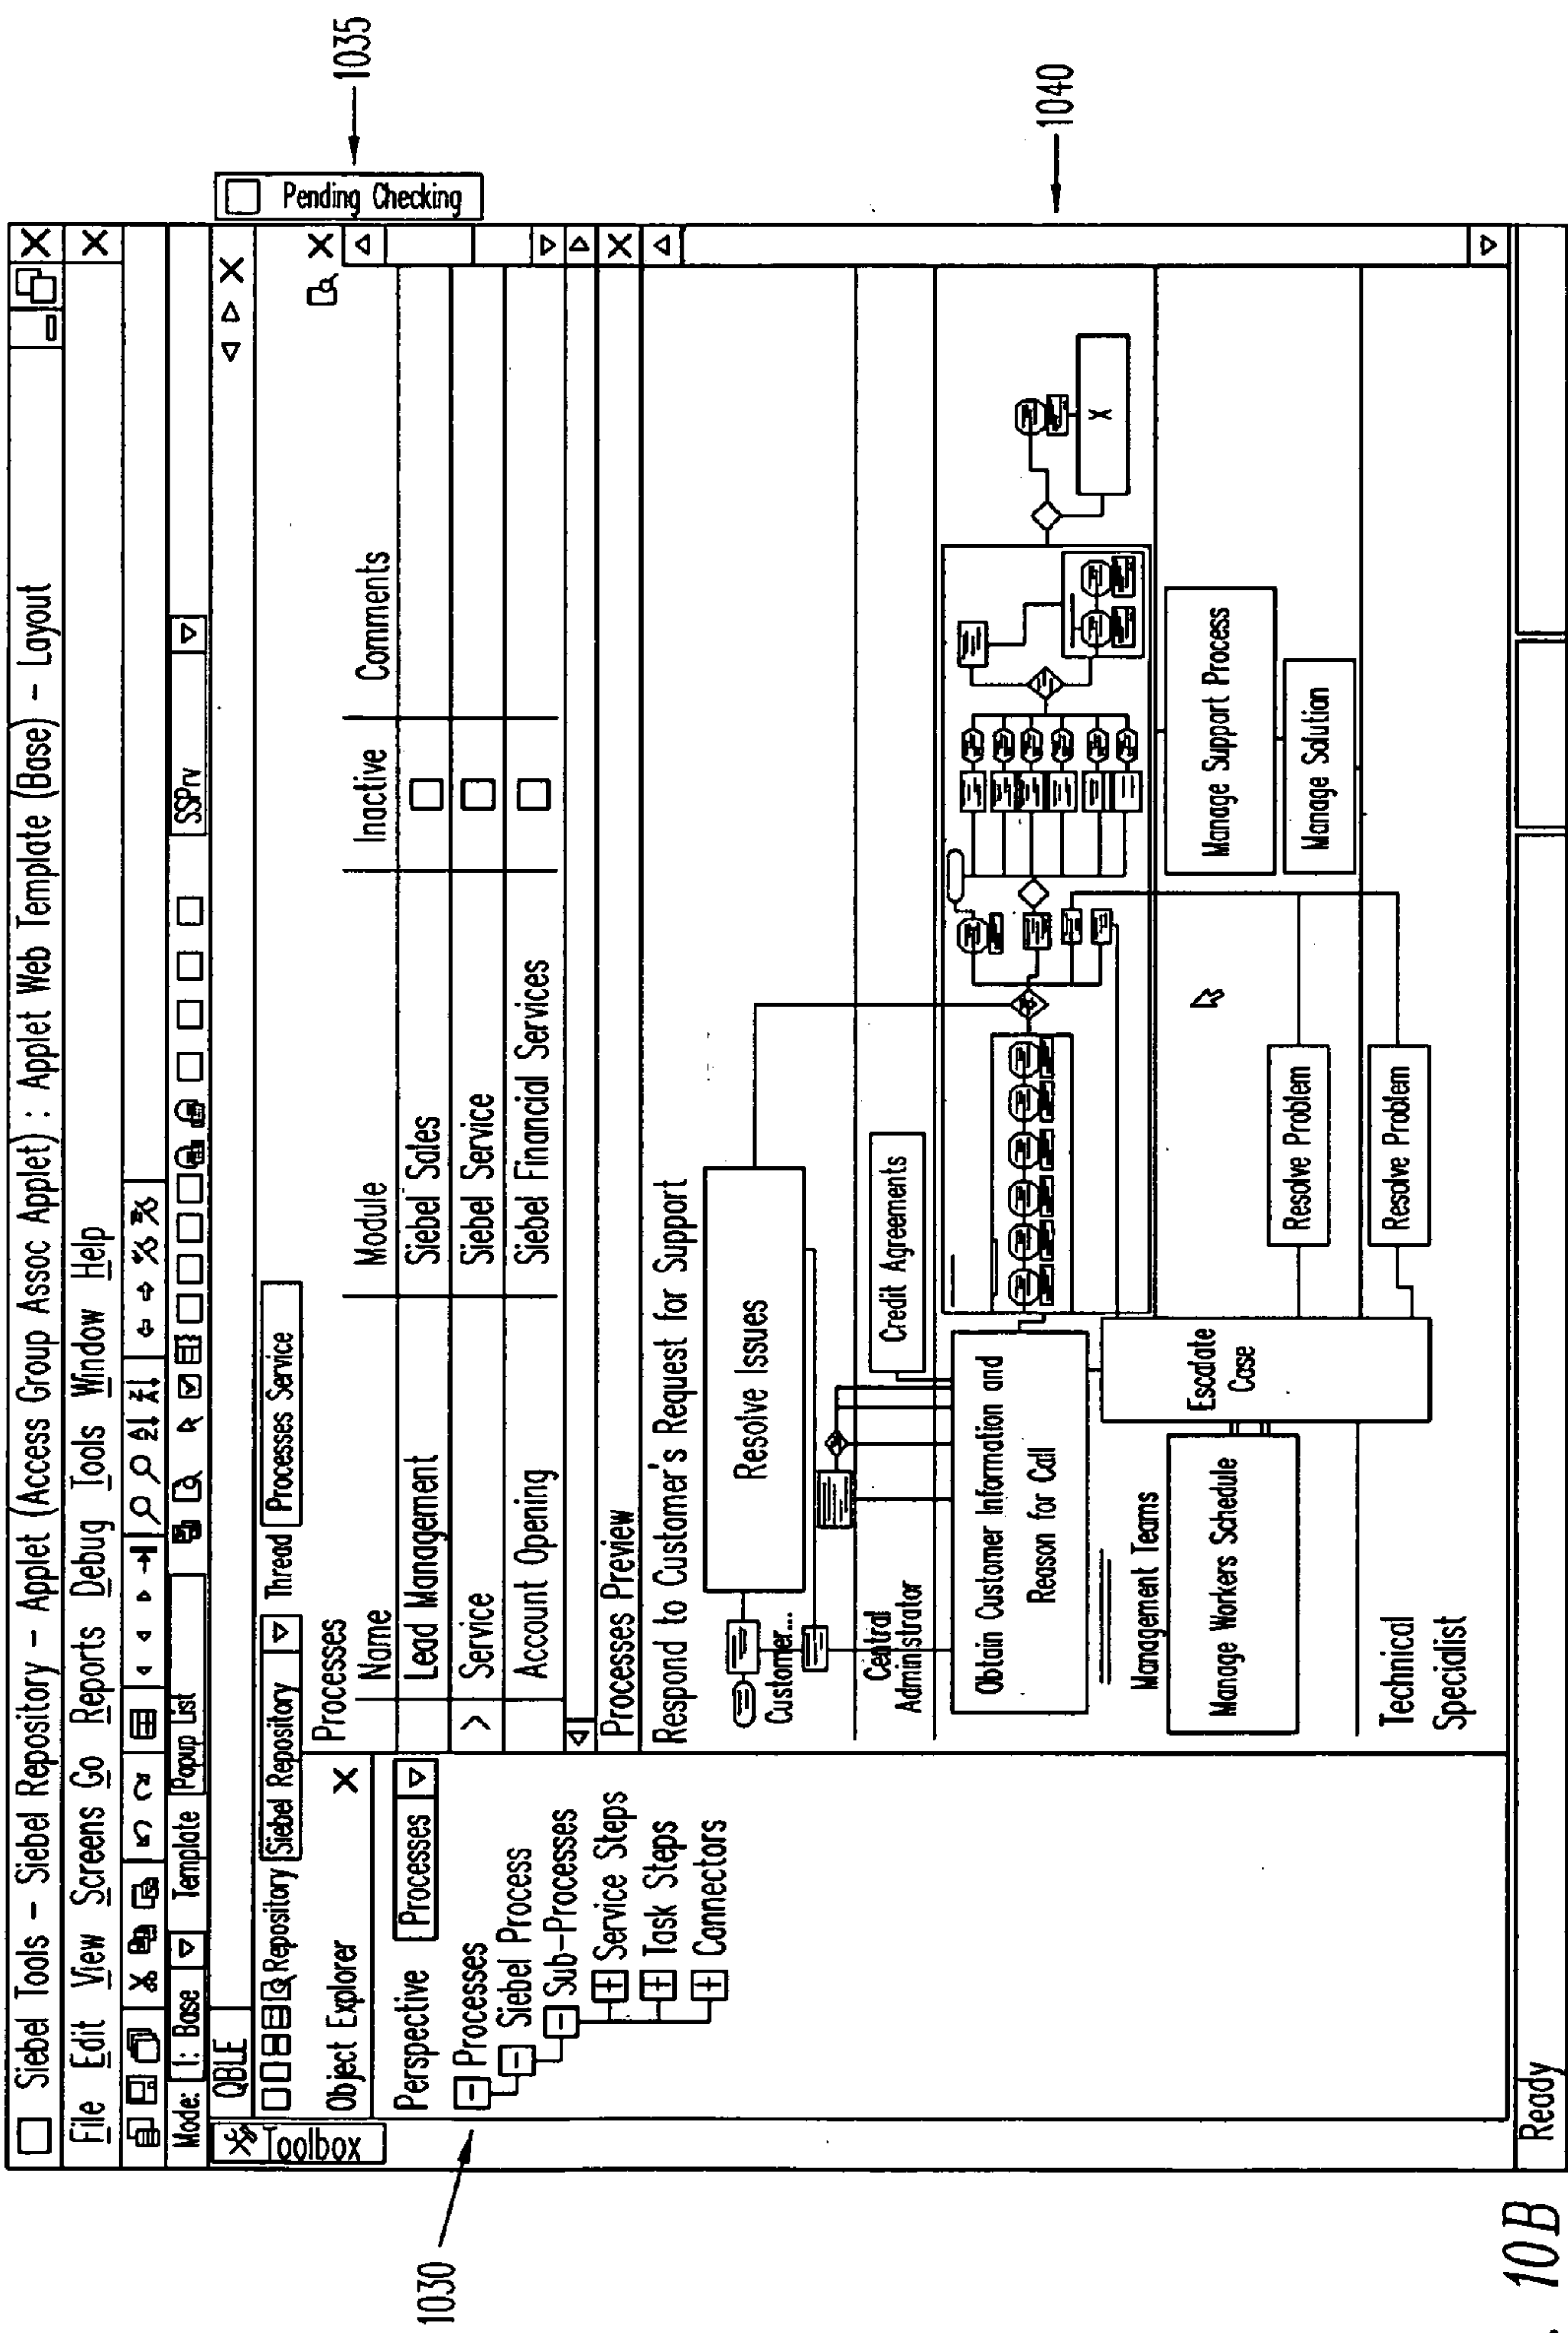 Siebel Tools – Siebel Repository – Applet (Access Group Assoc Applet) : Applet Web Template (Base) – Layout
File Edit View Screens Go Reports Debug Tools Window Help
Mode: 1: Base Template Popup List SSPrv
QBLE
Repository Siebel Repository Thread Processes Service
Toolbox
Object Explorer
Perspective Processes
Processes
Siebel Process
Sub-Processes
Service Steps
Task Steps
Connectors
1030
Processes
Name Module Inactive Comments
Lead Management Siebel Sales
> Service Siebel Service
Account Opening Siebel Financial Services
Pending Checking
1035
Processes Preview
Respond to Customer's Request for Support
Resolve Issues
Customer...
Central
Administrator
Credit Agreements
Obtain Customer Information and
Reason for Call
Management Teams
Manage Workers Schedule
Escalate
Case
Resolve Problem
Resolve Problem
Manage Support Process
Manage Solution
X
Technical
Specialist
1040
Ready
10B